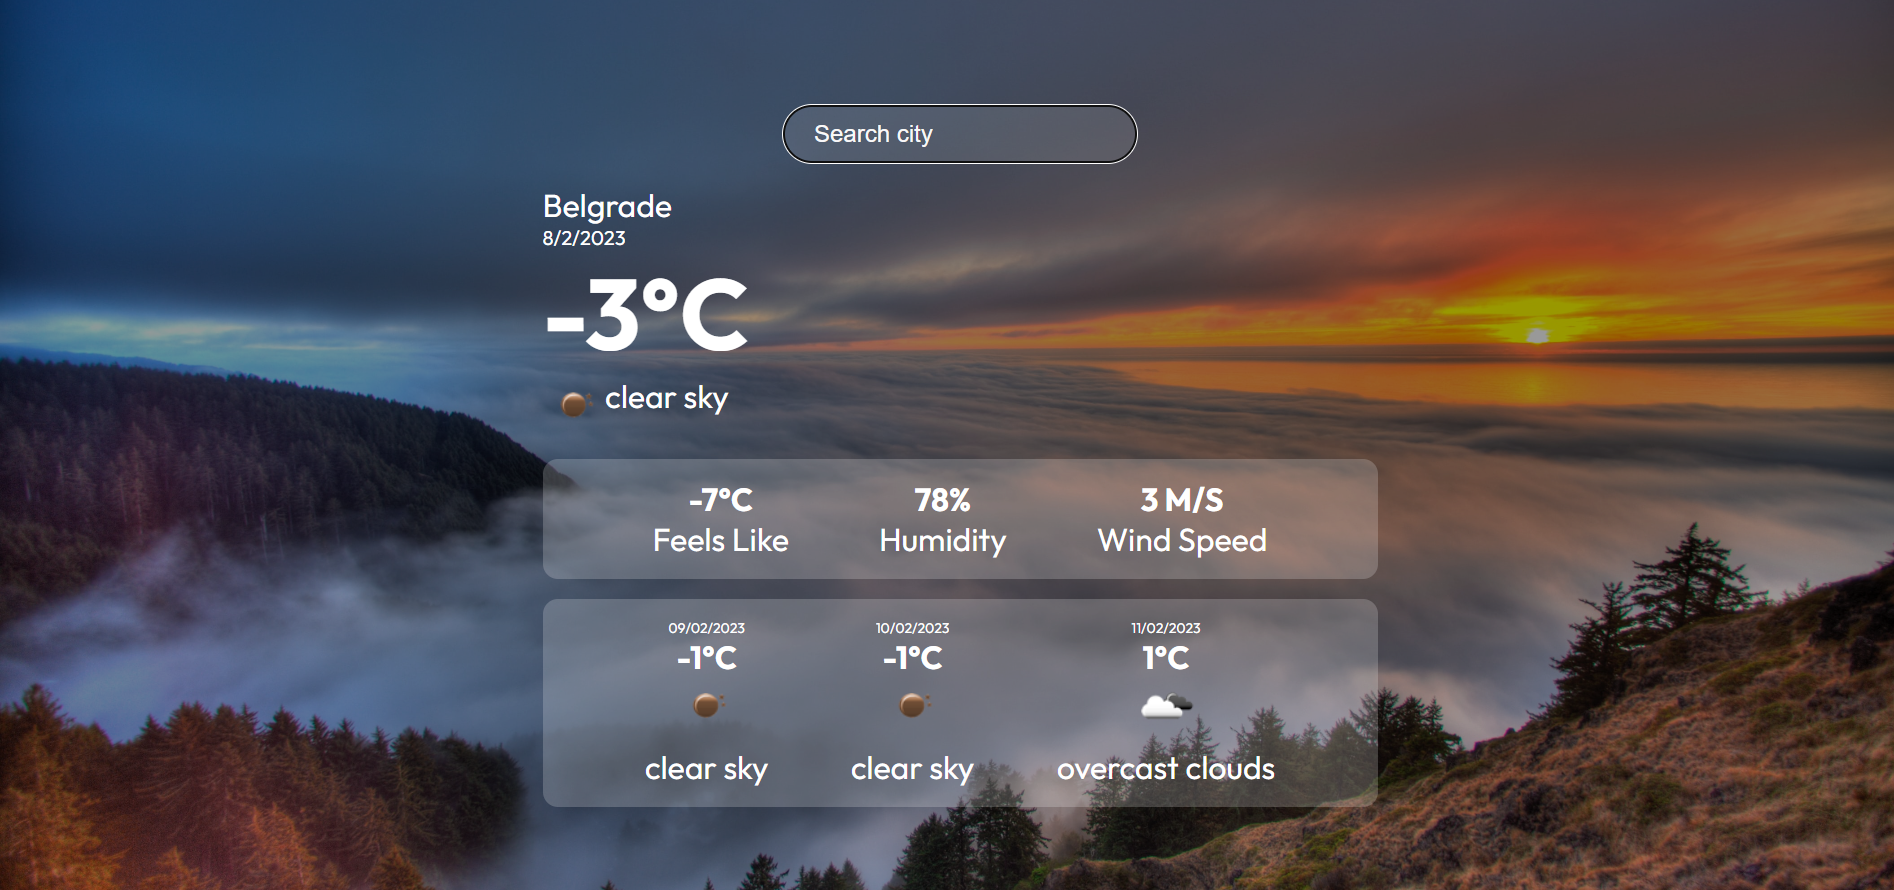 Search city
Belgrade
8/2/2023
-3°C
clear sky
-7°C 78% 3 M/S
Feels Like Humidity Wind Speed
09/02/2023 10/02/2023 11/02/2023
-1°C -1°C 1°C
clear sky clear sky overcast clouds